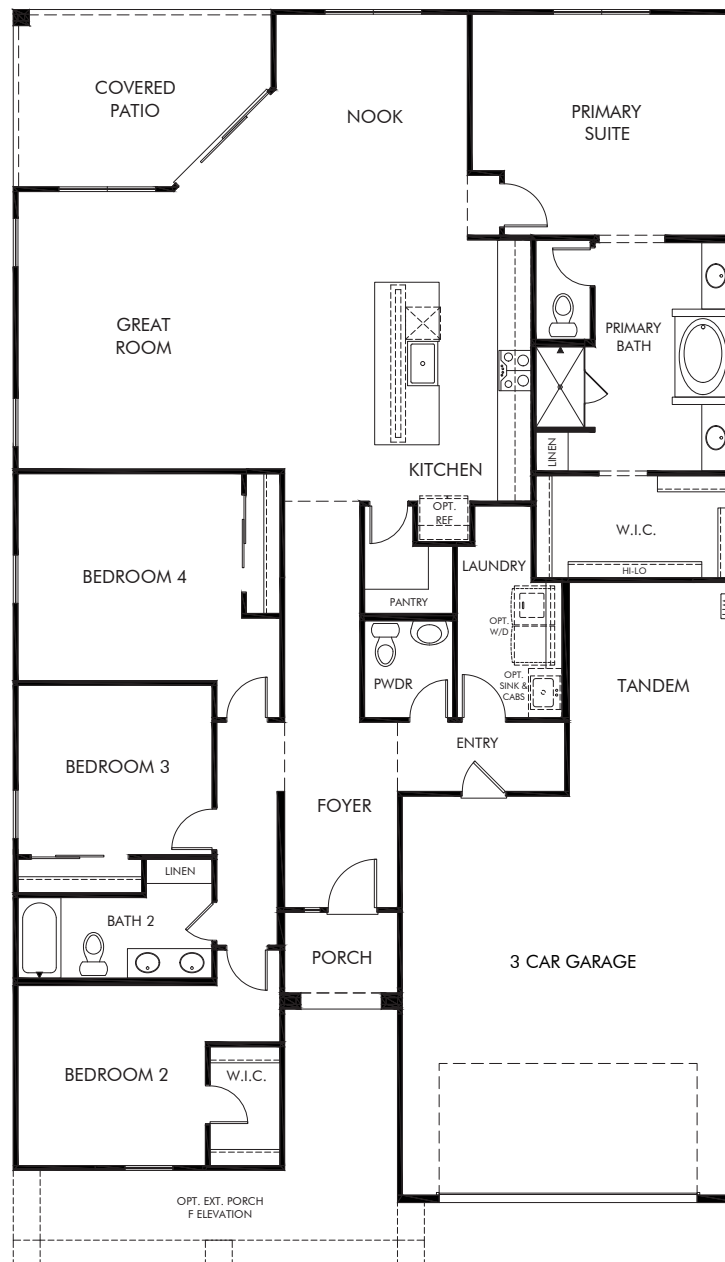 COVERED
PATIO
NOOK
PRIMARY
SUITE
GREAT
ROOM
PRIMARY
BATH
LINEN
KITCHEN
OPT.
REF
W.I.C.
HI-LO
BEDROOM 4
LAUNDRY
PANTRY
OPT.
W/D
PWDR
OPT.
SINK &
CABS
TANDEM
ENTRY
BEDROOM 3
FOYER
LINEN
BATH 2
PORCH
3 CAR GARAGE
BEDROOM 2
W.I.C.
OPT. EXT. PORCH
F ELEVATION